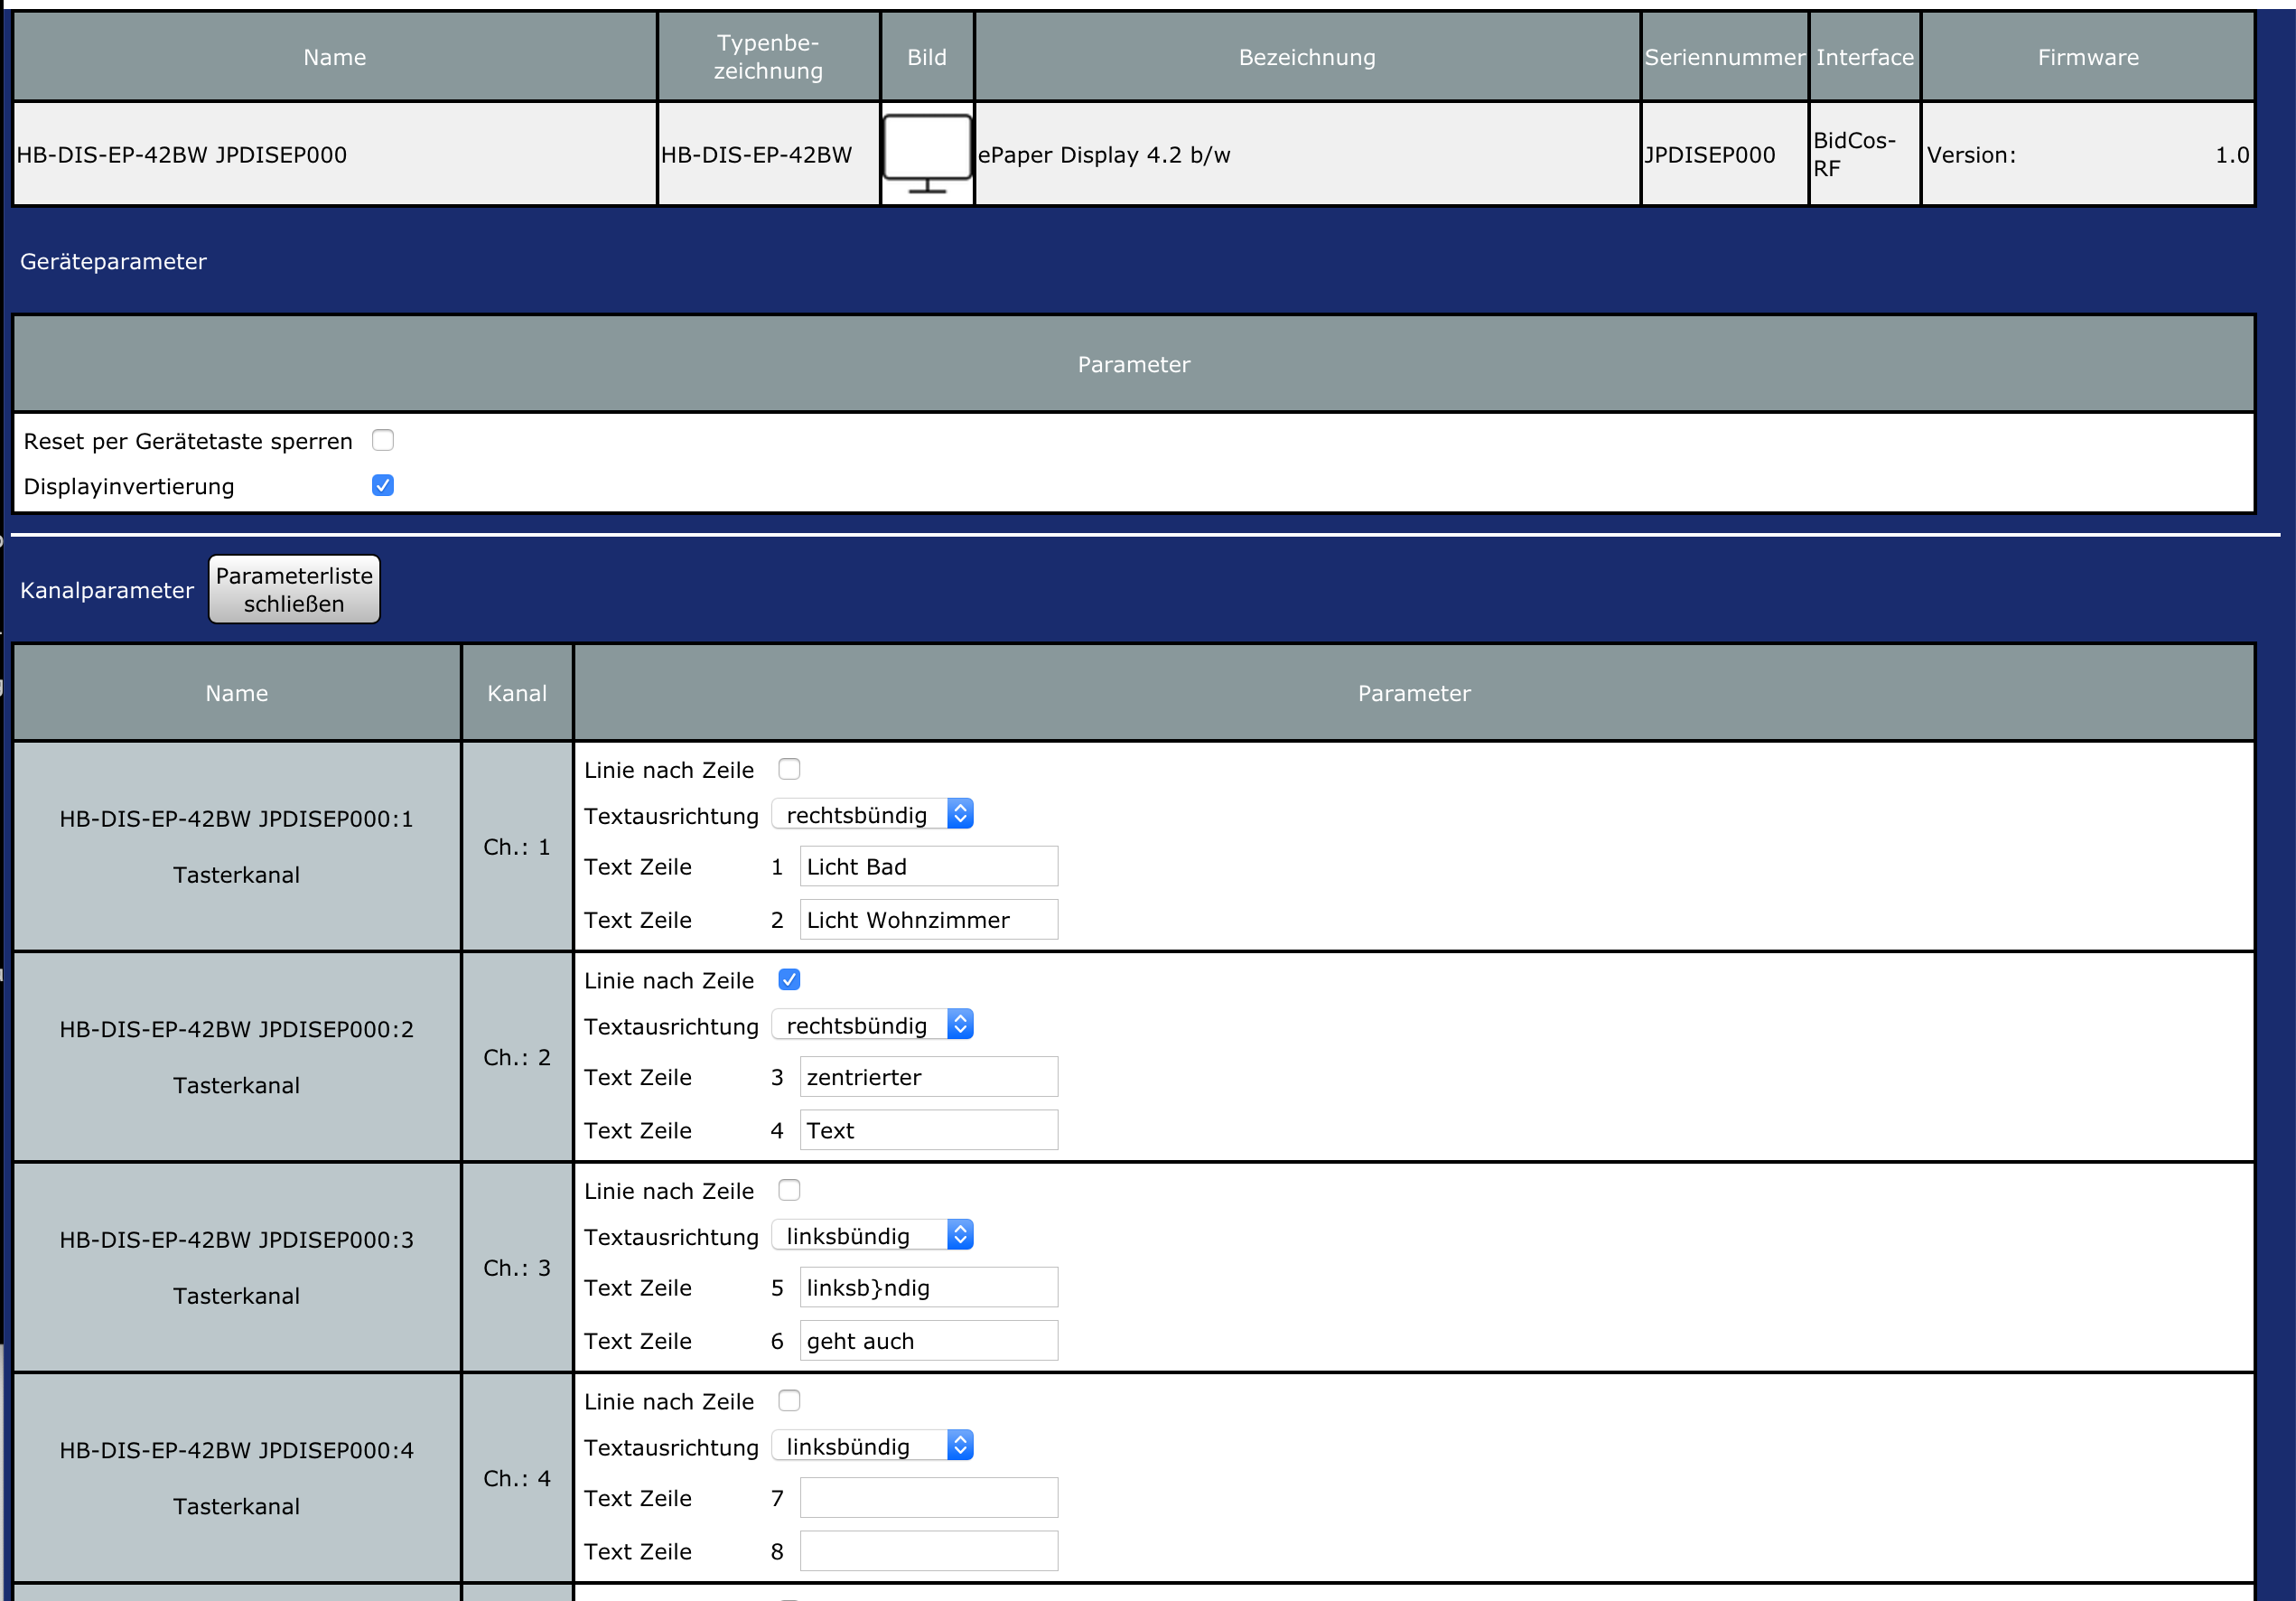 Name
Typenbe-
zeichnung
Bild
Bezeichnung
Seriennummer
Interface
Firmware
HB-DIS-EP-42BW JPDISEP000
HB-DIS-EP-42BW
ePaper Display 4.2 b/w
JPDISEP000
BidCos-
RF
Version: 1.0
Geräteparameter
Parameter
Reset per Gerätetaste sperren
Displayinvertierung
Kanalparameter
Parameterliste
schließen
Name
Kanal
Parameter
HB-DIS-EP-42BW JPDISEP000:1
Tasterkanal
Ch.: 1
Linie nach Zeile
Textausrichtung rechtsbündig
Text Zeile 1 Licht Bad
Text Zeile 2 Licht Wohnzimmer
HB-DIS-EP-42BW JPDISEP000:2
Tasterkanal
Ch.: 2
Linie nach Zeile
Textausrichtung rechtsbündig
Text Zeile 3 zentrierter
Text Zeile 4 Text
HB-DIS-EP-42BW JPDISEP000:3
Tasterkanal
Ch.: 3
Linie nach Zeile
Textausrichtung linksbündig
Text Zeile 5 linksb}ndig
Text Zeile 6 geht auch
HB-DIS-EP-42BW JPDISEP000:4
Tasterkanal
Ch.: 4
Linie nach Zeile
Textausrichtung linksbündig
Text Zeile 7
Text Zeile 8